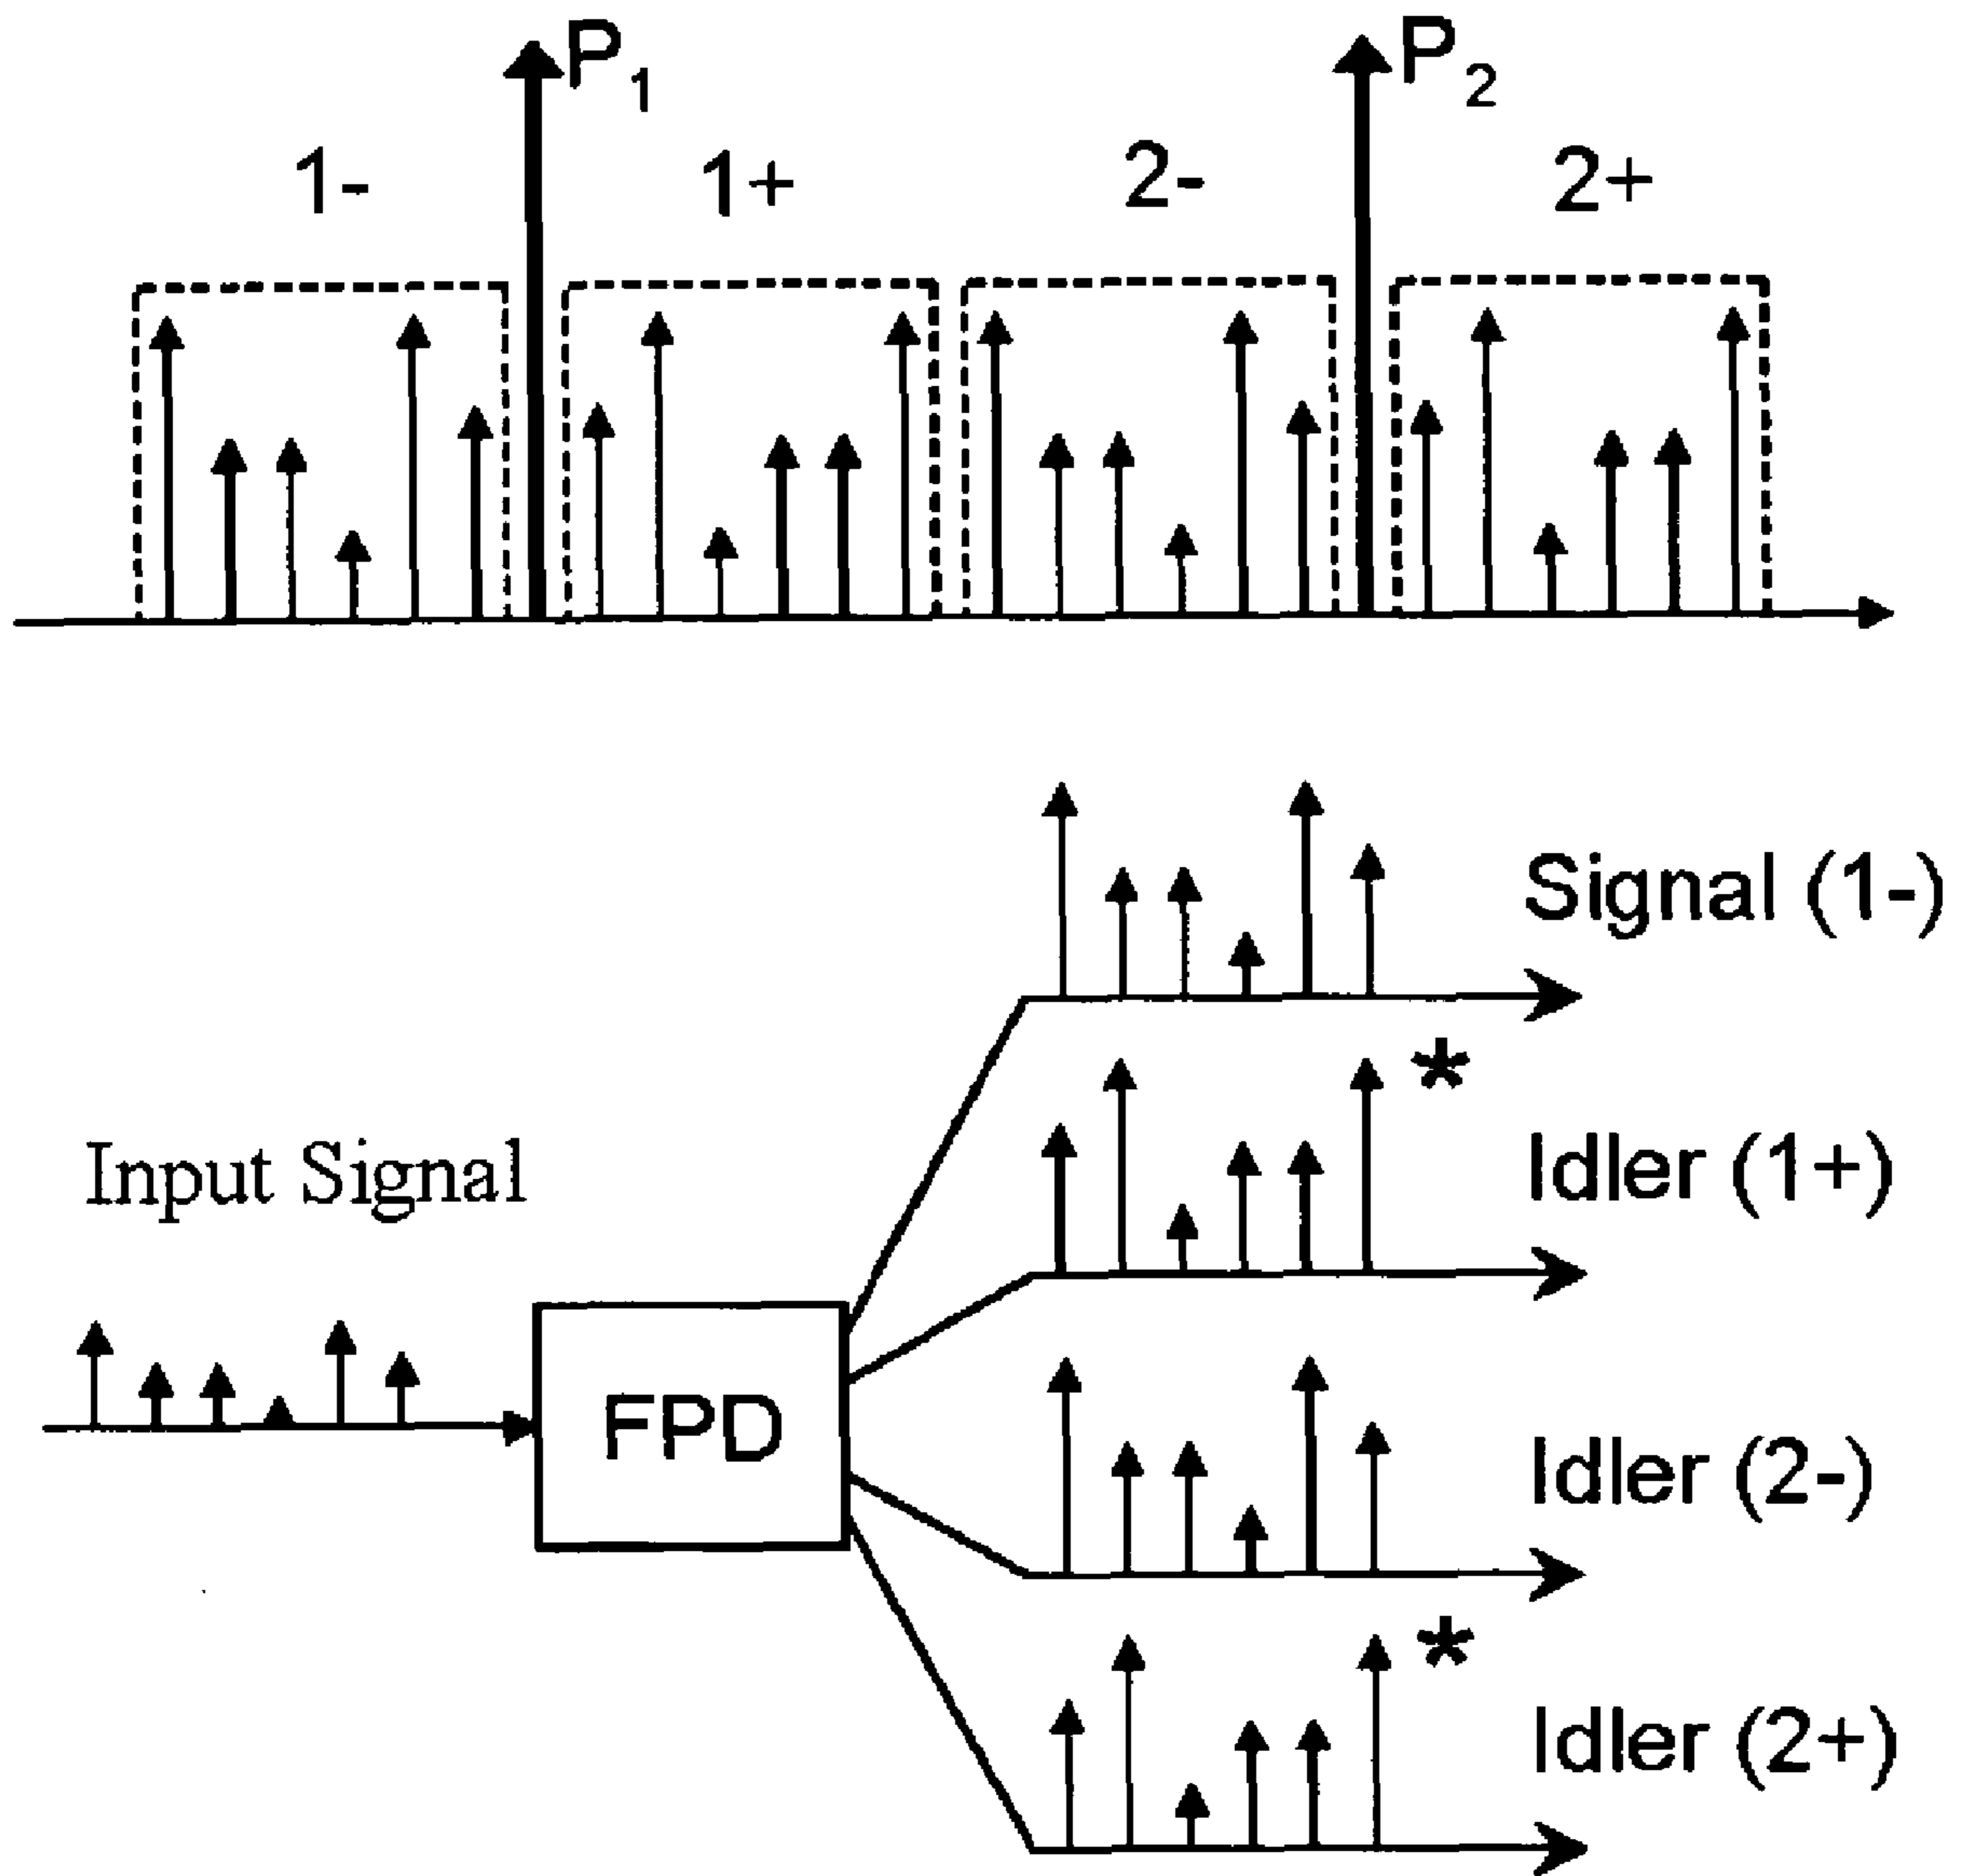 P1 P2
1- 1+ 2- 2+
Signal (1-)
*
Idler (1+)
Input Signal
FPD
Idler (2-)
*
Idler (2+)